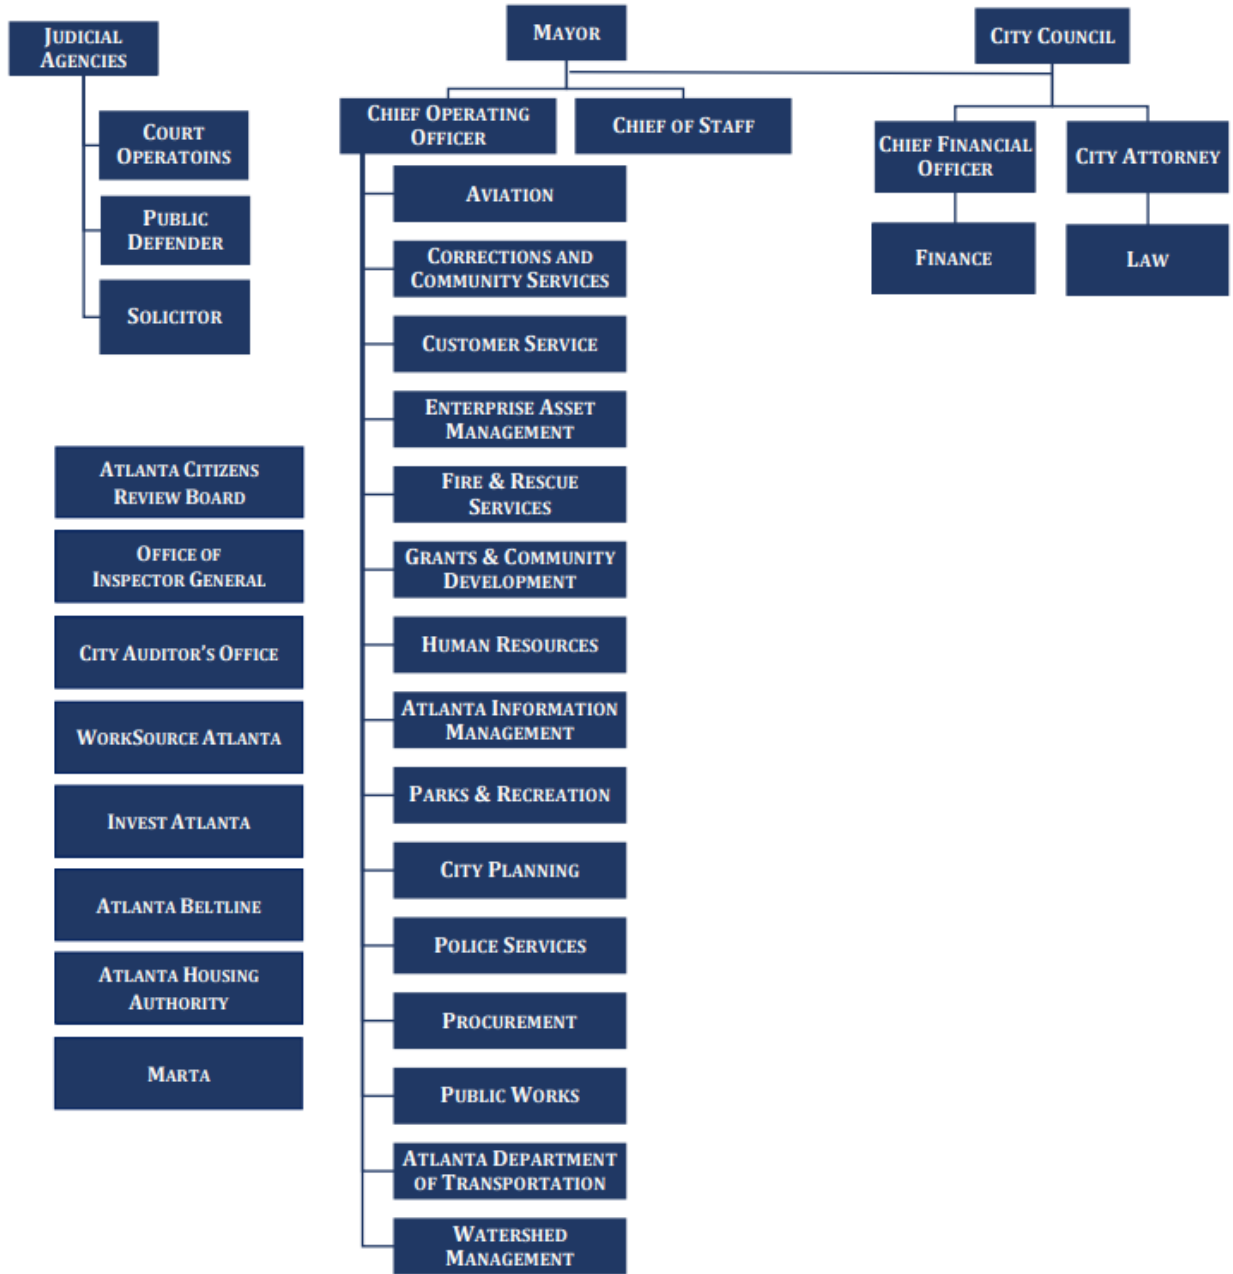 JUDICIAL
AGENCIES
COURT
OPERATOINS
PUBLIC
DEFENDER
SOLICITOR
ATLANTA CITIZENS
REVIEW BOARD
OFFICE OF
INSPECTOR GENERAL
CITY AUDITOR'S OFFICE
WORKSOURCE ATLANTA
INVEST ATLANTA
ATLANTA BELTLINE
ATLANTA HOUSING
AUTHORITY
MARTA
MAYOR
CHIEF OPERATING
OFFICER
CHIEF OF STAFF
AVIATION
CORRECTIONS AND
COMMUNITY SERVICES
CUSTOMER SERVICE
ENTERPRISE ASSET
MANAGEMENT
FIRE & RESCUE
SERVICES
GRANTS & COMMUNITY
DEVELOPMENT
HUMAN RESOURCES
ATLANTA INFORMATION
MANAGEMENT
PARKS & RECREATION
CITY PLANNING
POLICE SERVICES
PROCUREMENT
PUBLIC WORKS
ATLANTA DEPARTMENT
OF TRANSPORTATION
WATERSHED
MANAGEMENT
CITY COUNCIL
CHIEF FINANCIAL
OFFICER
CITY ATTORNEY
FINANCE
LAW